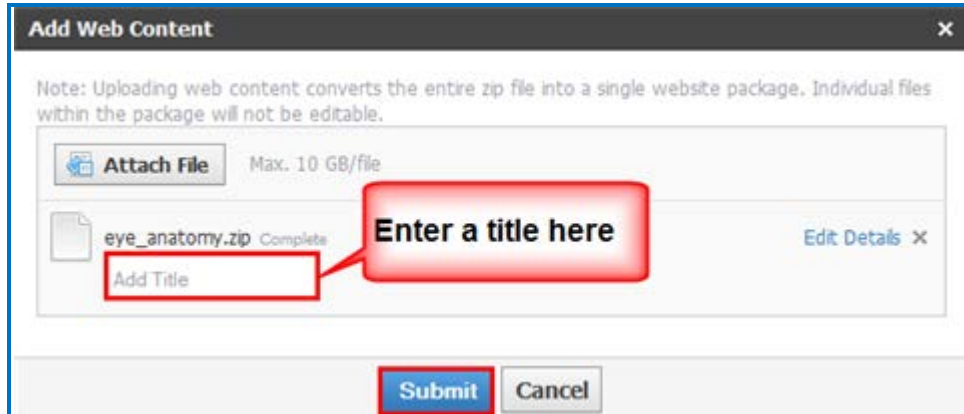 Add Web Content ×
Note: Uploading web content converts the entire zip file into a single website package. Individual files
within the package will not be editable.
Attach File Max. 10 GB/file
eye_anatomy.zip Complete Enter a title here Edit Details ×
Add Title
Submit Cancel